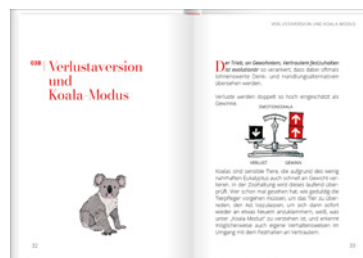 038 | Verlustaversion
und
Koala-Modus
32
VERLUSTAVERSION UND KOALA-MODUS
Der Trieb, an Gewohntem, Vertrautem festzuhalten
ist evolutionär so verankert, dass dabei oftmals
lohnenswerte Denk- und Handlungsalternativen
übersehen werden.
Verluste werden doppelt so hoch eingeschätzt als
Gewinne.
EMOTIONSSKALA
VERLUST GEWINN
Koalas sind sensible Tiere, die aufgrund des wenig
nahrhaften Eukalyptus auch schnell an Gewicht ver-
lieren. In der Zoohaltung wird dieses laufend über-
prüft. Wer schon mal gesehen hat, wie geduldig die
Tierpfleger vorgehen müssen, um das Tier zu über-
reden, den Ast loszulassen, um sich dann sofort
wieder an etwas Neuem anzuklammern, weiß, was
unter „Koala-Modus“ zu verstehen ist, und erkennt
möglicherweise auch eigene Verhaltensweisen im
Umgang mit dem Festhalten an Vertrautem.
33